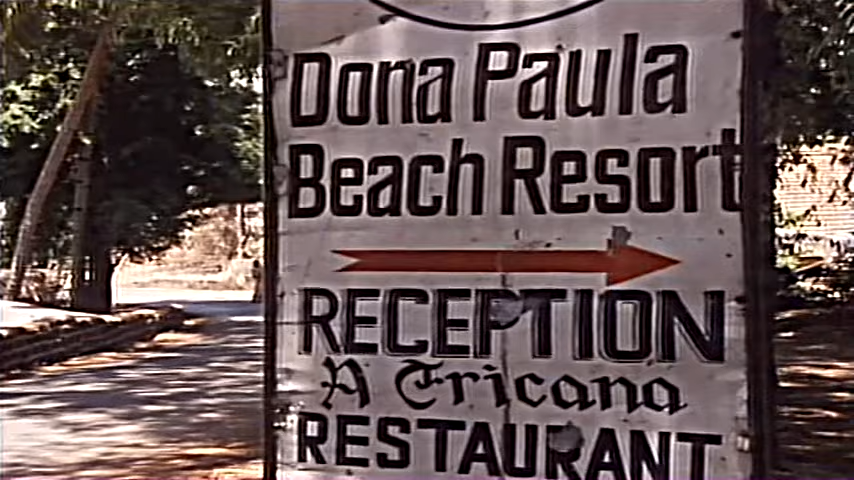 Dona Paula
Beach Resort
RECEPTION
A Tricana
RESTAURANT